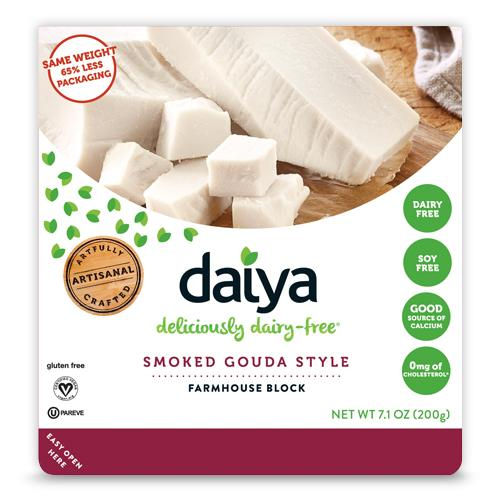 SAME WEIGHT
65% LESS
PACKAGING
DAIRY
FREE
SOY
FREE
ARTFULLY
ARTISANAL
CRAFTED
daiya
deliciously dairy-free®
GOOD
SOURCE OF
CALCIUM
SMOKED GOUDA STYLE
FARMHOUSE BLOCK
0mg of
CHOLESTEROL*
gluten free
U PAREVE
NET WT 7.1 OZ (200g)
EASY OPEN
HERE